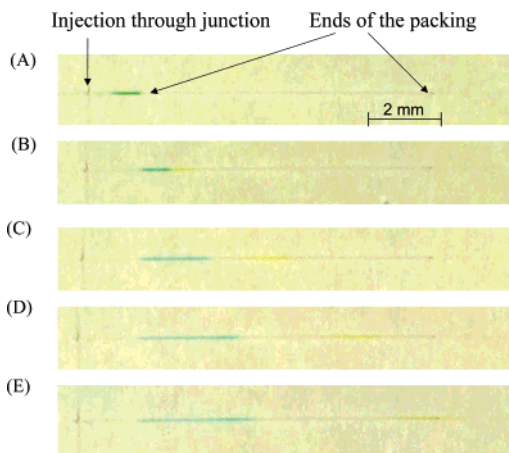 Injection through junction
Ends of the packing
(A)
2 mm
(B)
(C)
(D)
(E)